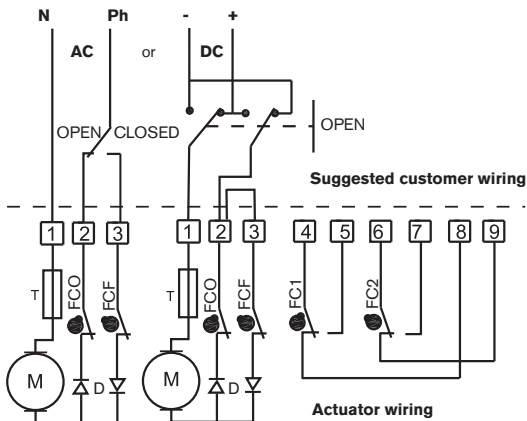 N Ph - +
AC or DC
OPEN CLOSED
OPEN
Suggested customer wiring
1 2 3 1 2 3 4 5 6 7 8 9
T FCO FCF T FCO FCF FC1 FC2
M D M D
Actuator wiring